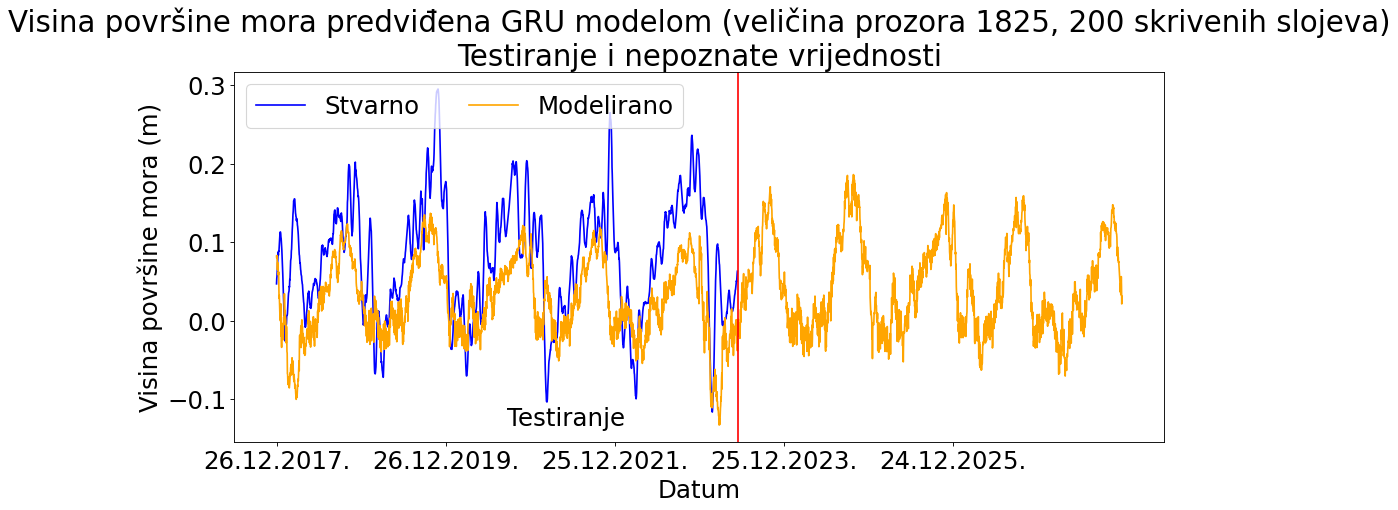 Visina površine mora predviđena GRU modelom (veličina prozora 1825, 200 skrivenih slojeva)
Testiranje i nepoznate vrijednosti
Stvarno Modelirano
Visina površine mora (m)
0.3
0.2
0.1
0.0
−0.1
Testiranje
26.12.2017. 26.12.2019. 25.12.2021. 25.12.2023. 24.12.2025.
Datum